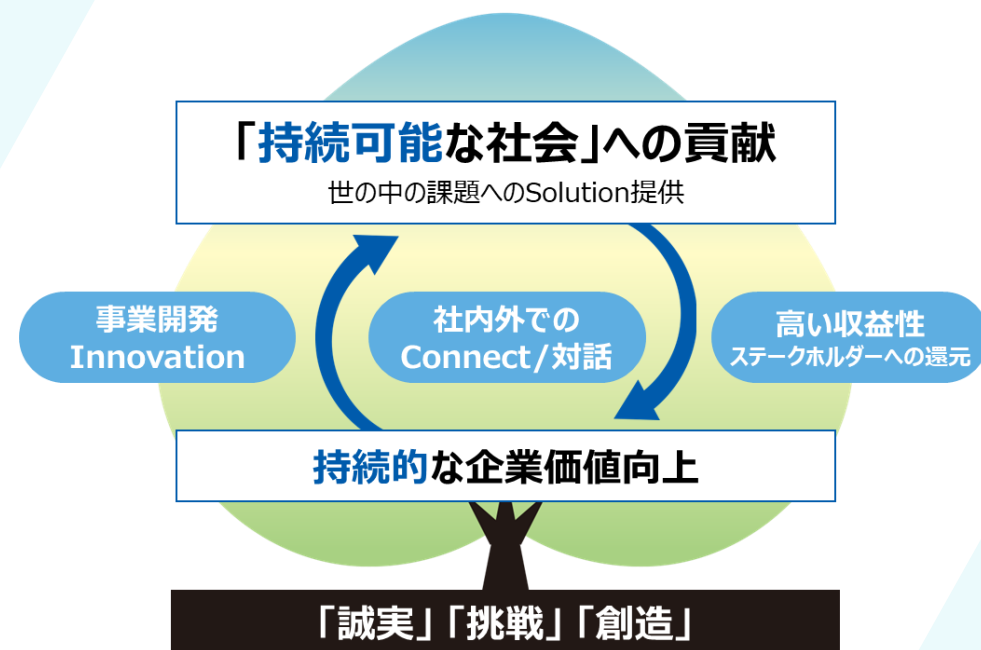 「持続可能な社会」への貢献
世の中の課題へのSolution提供
事業開発
Innovation
社内外での
Connect/対話
高い収益性
ステークホルダーへの還元
持続的な企業価値向上
「誠実」「挑戦」「創造」